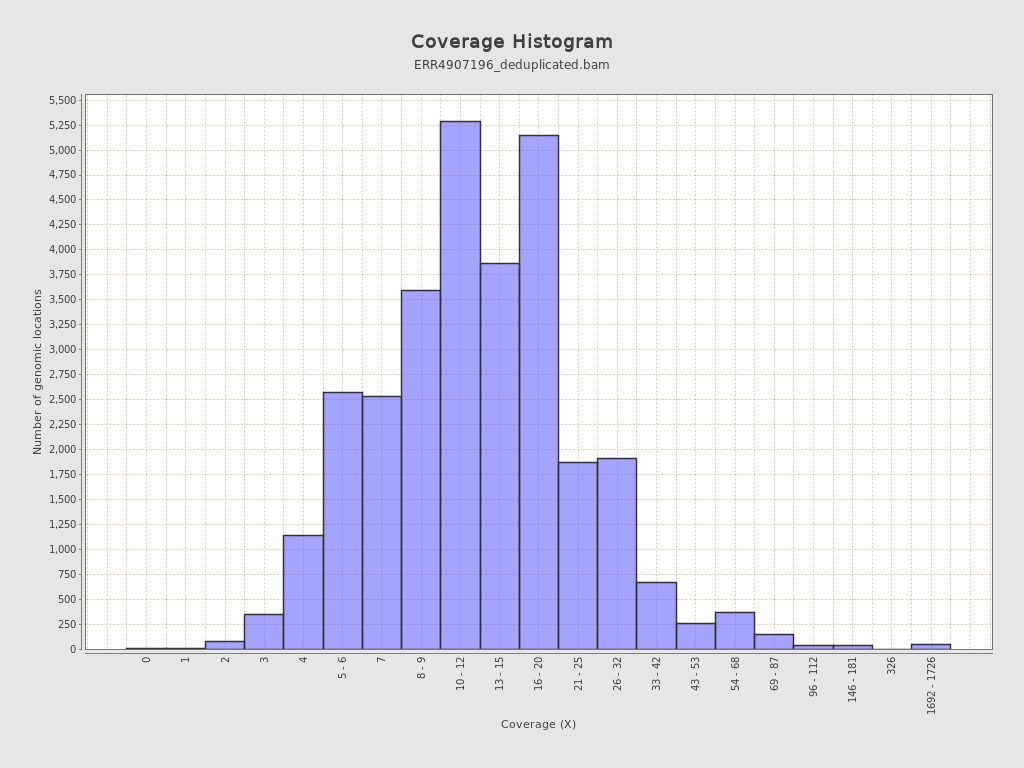 Coverage Histogram
ERR4907196_deduplicated.bam
5,500
5,250
5,000
4,750
4,500
4,250
4,000
3,750
3,500
3,250
3,000
2,750
2,500
2,250
2,000
1,750
1,500
1,250
1,000
750
500
250
0
Number of genomic locations
0
1
2
3
4
5 - 6
7
8 - 9
10 - 12
13 - 15
16 - 20
21 - 25
26 - 32
33 - 42
43 - 53
54 - 68
69 - 87
96 - 112
146 - 181
326
1692 - 1726
Coverage (X)